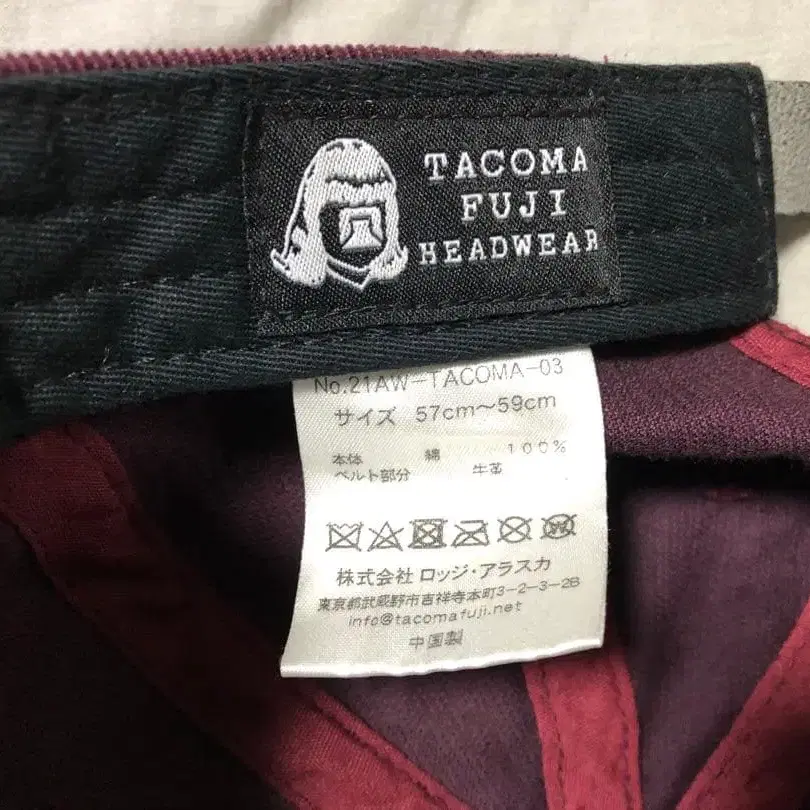 TACOMA
FUJI
HEADWEAR
No.21AW-TACOMA-03
サイズ 57cm〜59cm
本体 綿 100%
ベルト部分 牛革
株式会社 ロッジ・アラスカ
東京都武蔵野市吉祥寺本町3-2-3-2B
info@tacomafuji.net
中国製